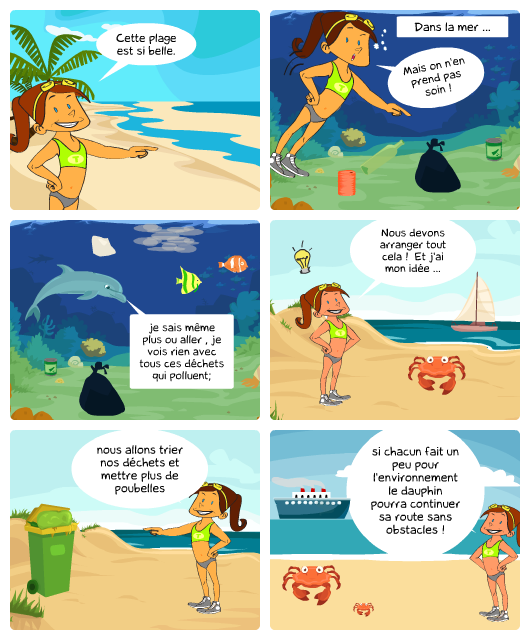 Cette plage
est si belle.
Dans la mer ...
Mais on n'en
prend pas
soin !
je sais même
plus ou aller , je
vois rien avec
tous ces déchets
qui polluent;
Nous devons
arranger tout
cela ! Et j'ai
mon idée ...
nous allons trier
nos déchets et
mettre plus de
poubelles
si chacun fait un
peu pour
l'environnement
le dauphin
pourra continuer
sa route sans
obstacles !